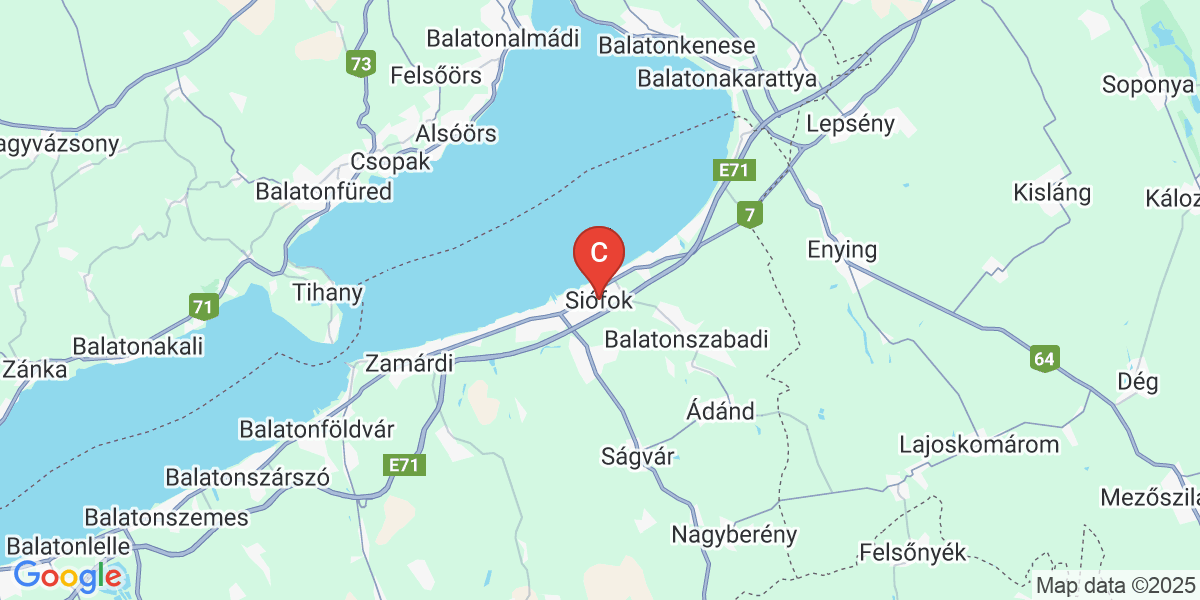 Balatonalmádi
Balatonkenese
73
Felsőörs
Balatonakarattya
Soponya
Alsóörs
Lepsény
agyvázsony
Csopak
E71
Balatonfüred
Kisláng
Káloz
7
C
Enying
Tihany
71
Siófok
Balatonakali
Balatonszabadi
Zánka
Zamárdi
64
Dég
Ádánd
Balatonföldvár
Lajoskomárom
Ságvár
E71
Balatonszárszó
Mezőszila
Balatonszemes
Nagyberény
Balatonlelle
Felsőnyék
Google
Map data ©2025